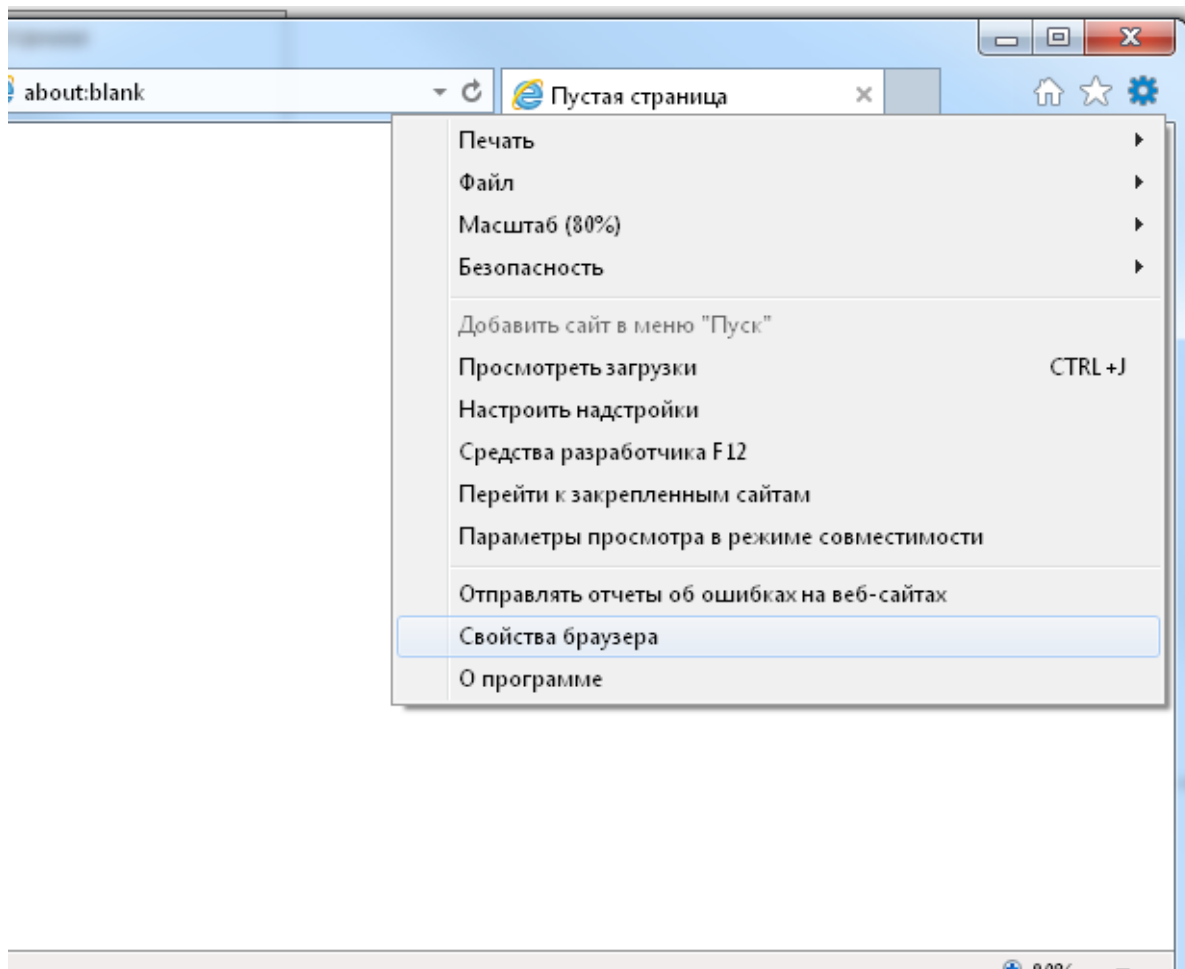 about:blank
Пустая страница
Печать
Файл
Масштаб (80%)
Безопасность
Добавить сайт в меню "Пуск"
Просмотреть загрузки CTRL+J
Настроить надстройки
Средства разработчика F12
Перейти к закрепленным сайтам
Параметры просмотра в режиме совместимости
Отправлять отчеты об ошибках на веб-сайтах
Свойства браузера
О программе